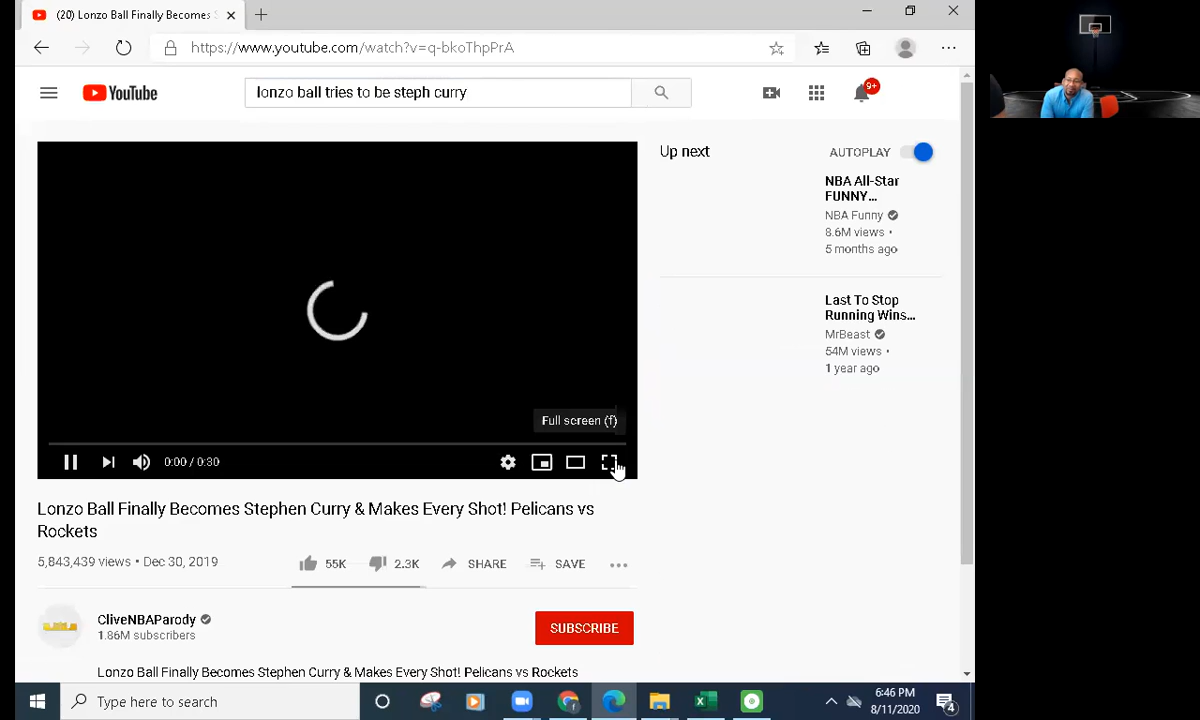 (20) Lonzo Ball Finally Becomes S
https://www.youtube.com/watch?v=q-bkoThpPrA
YouTube
lonzo ball tries to be steph curry
9+
Up next
AUTOPLAY
NBA All-Star
FUNNY...
NBA Funny
8.6M views •
5 months ago
Last To Stop
Running Wins...
MrBeast
54M views •
1 year ago
Full screen (f)
0:00 / 0:30
Lonzo Ball Finally Becomes Stephen Curry & Makes Every Shot! Pelicans vs
Rockets
5,843,439 views • Dec 30, 2019
55K
2.3K
SHARE
SAVE
CliveNBAParody
1.86M subscribers
SUBSCRIBE
Lonzo Ball Finally Becomes Stephen Curry & Makes Every Shot! Pelicans vs Rockets
Type here to search
6:46 PM
8/11/2020
4